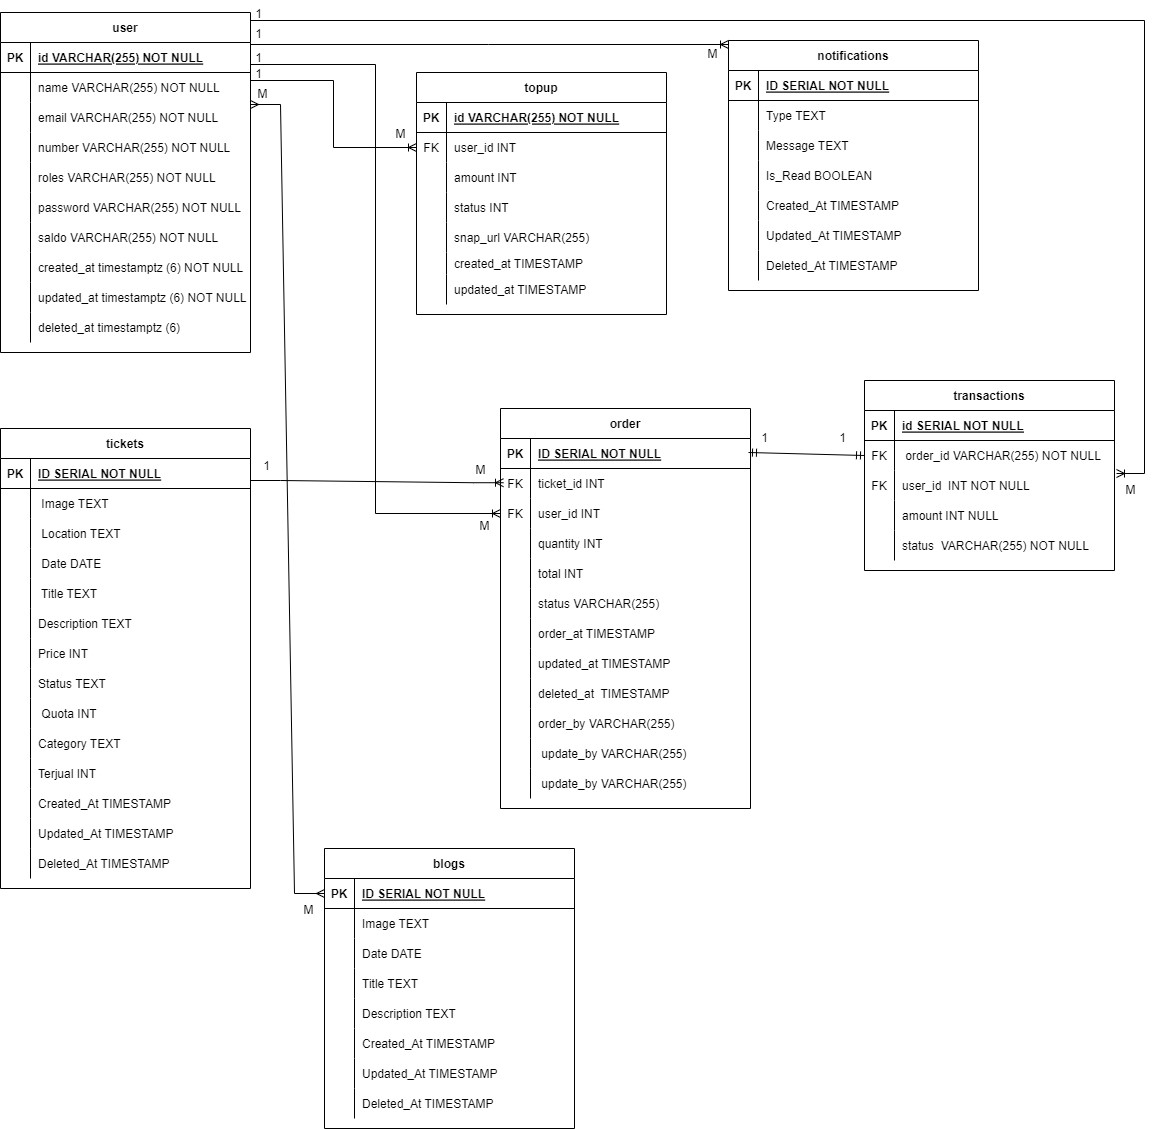 user
PK id VARCHAR(255) NOT NULL
name VARCHAR(255) NOT NULL
email VARCHAR(255) NOT NULL
number VARCHAR(255) NOT NULL
roles VARCHAR(255) NOT NULL
password VARCHAR(255) NOT NULL
saldo VARCHAR(255) NOT NULL
created_at timestamptz (6) NOT NULL
updated_at timestamptz (6) NOT NULL
deleted_at timestamptz (6)
1
1
1
1
M
topup
PK id VARCHAR(255) NOT NULL
M
FK user_id INT
amount INT
status INT
snap_url VARCHAR(255)
created_at TIMESTAMP
updated_at TIMESTAMP
M
notifications
PK ID SERIAL NOT NULL
Type TEXT
Message TEXT
Is_Read BOOLEAN
Created_At TIMESTAMP
Updated_At TIMESTAMP
Deleted_At TIMESTAMP
tickets
PK ID SERIAL NOT NULL
Image TEXT
Location TEXT
Date DATE
Title TEXT
Description TEXT
Price INT
Status TEXT
Quota INT
Category TEXT
Terjual INT
Created_At TIMESTAMP
Updated_At TIMESTAMP
Deleted_At TIMESTAMP
1
M
M
order
PK ID SERIAL NOT NULL
FK ticket_id INT
FK user_id INT
quantity INT
total INT
status VARCHAR(255)
order_at TIMESTAMP
updated_at TIMESTAMP
deleted_at  TIMESTAMP
order_by VARCHAR(255)
update_by VARCHAR(255)
update_by VARCHAR(255)
1
1
transactions
PK id SERIAL NOT NULL
FK order_id VARCHAR(255) NOT NULL
FK user_id  INT NOT NULL
amount INT NULL
status  VARCHAR(255) NOT NULL
M
M
blogs
PK ID SERIAL NOT NULL
Image TEXT
Date DATE
Title TEXT
Description TEXT
Created_At TIMESTAMP
Updated_At TIMESTAMP
Deleted_At TIMESTAMP